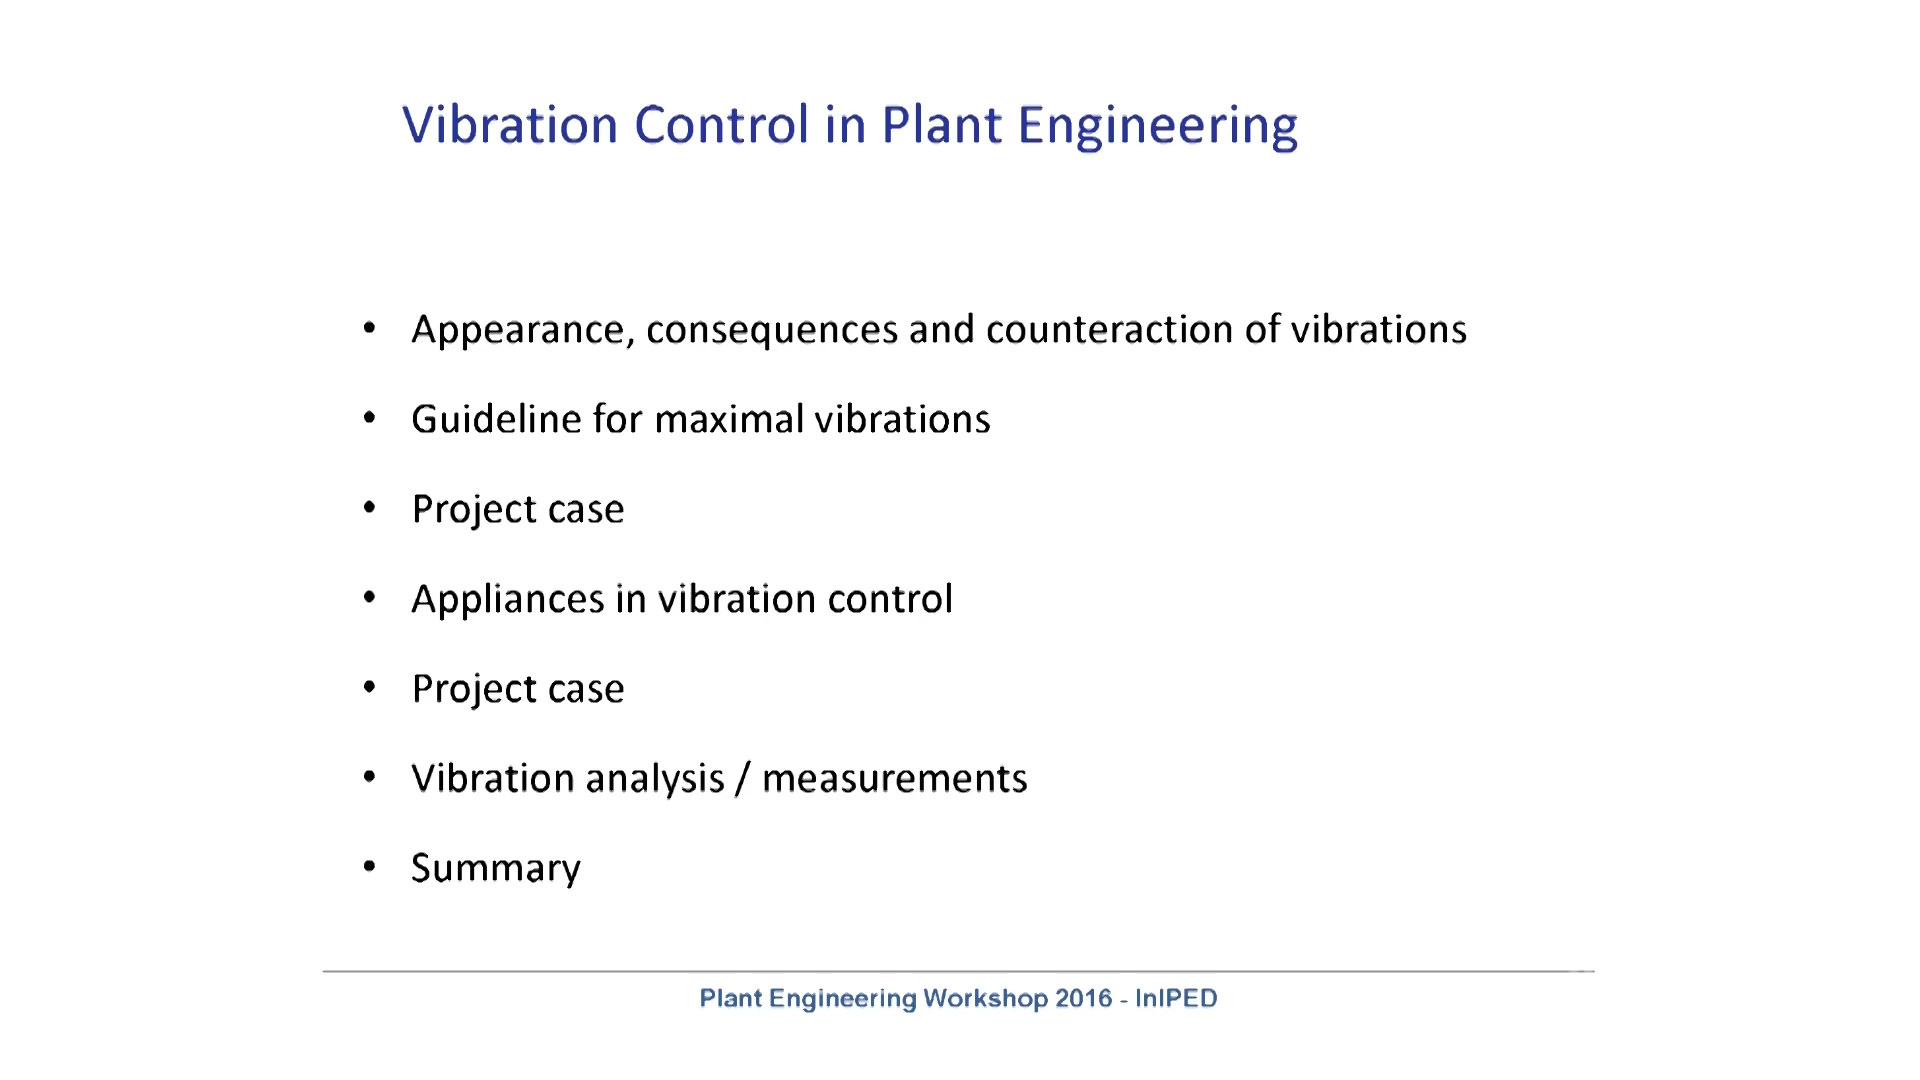 Vibration Control in Plant Engineering
• Appearance, consequences and counteraction of vibrations
• Guideline for maximal vibrations
• Project case
• Appliances in vibration control
• Project case
• Vibration analysis / measurements
• Summary
Plant Engineering Workshop 2016 - InIPED